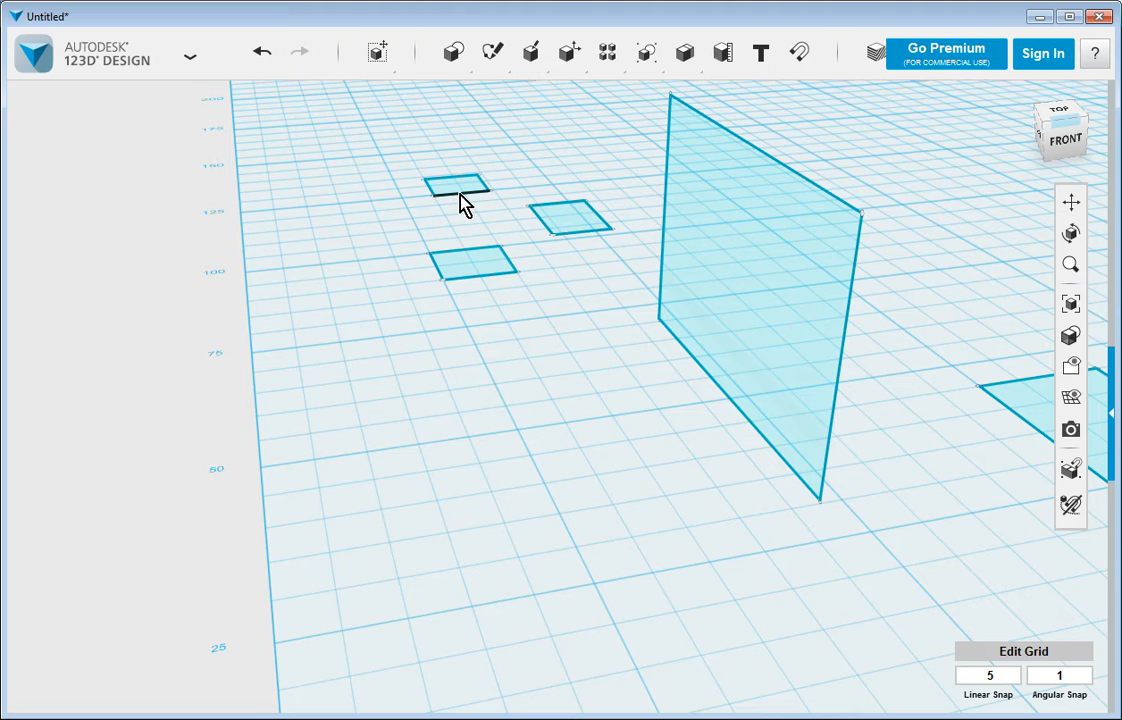 Untitled*
AUTODESK®
123D® DESIGN
T
Go Premium
(FOR COMMERCIAL USE)
Sign In
?
TOP
FRONT
200
175
150
125
100
75
50
25
Edit Grid
5 1
Linear Snap Angular Snap